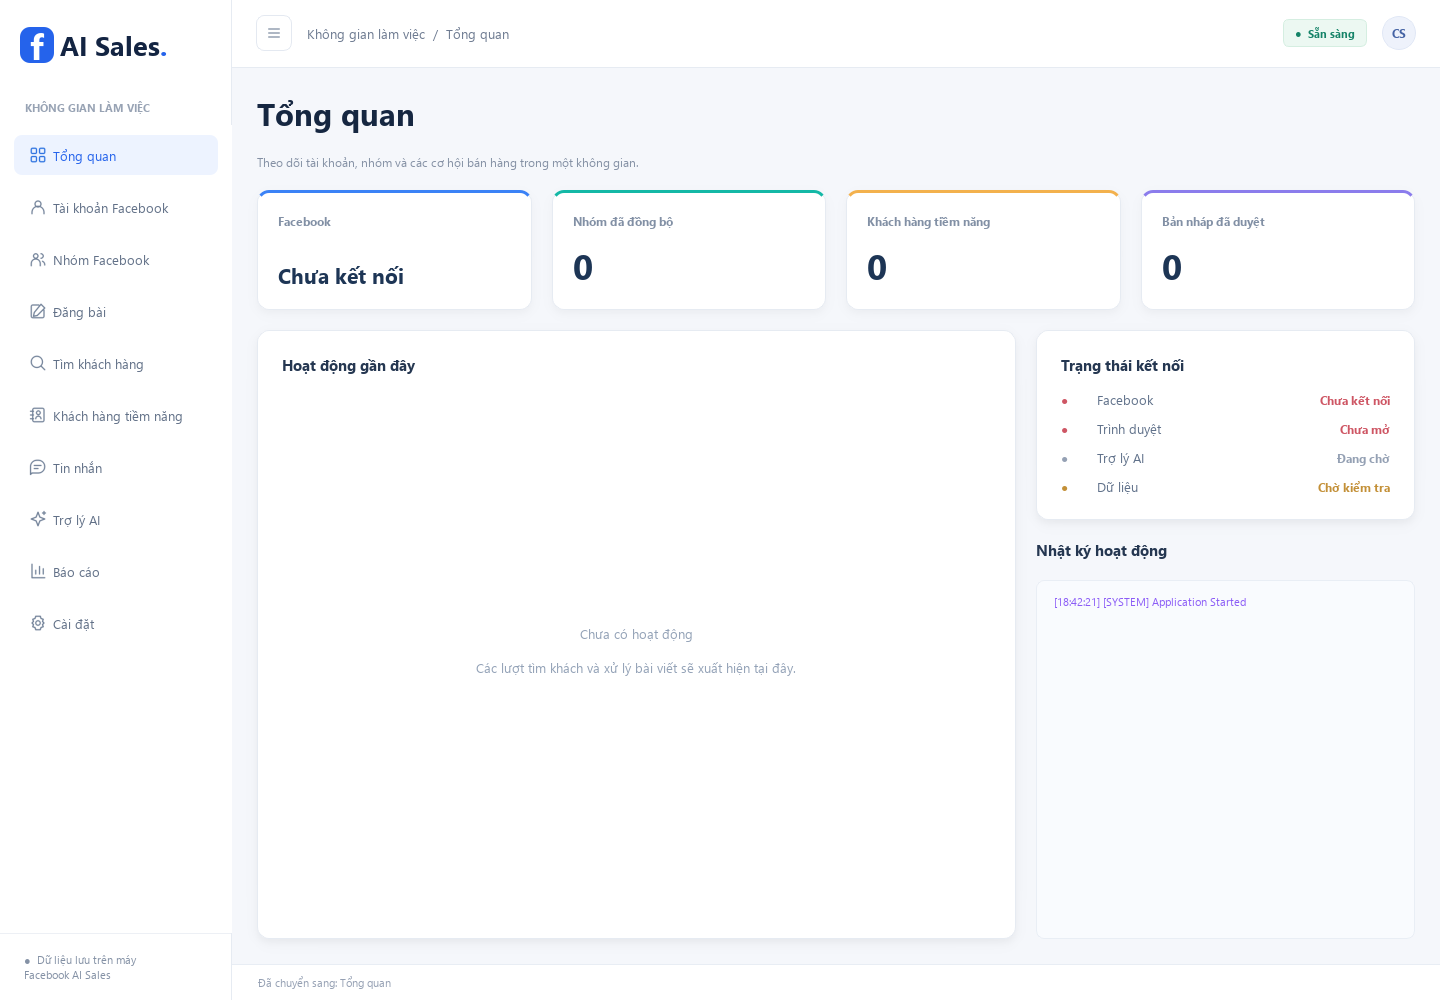 f AI Sales.
KHÔNG GIAN LÀM VIỆC
Tổng quan
Tài khoản Facebook
Nhóm Facebook
Đăng bài
Tìm khách hàng
Khách hàng tiềm năng
Tin nhắn
Trợ lý AI
Báo cáo
Cài đặt
● Dữ liệu lưu trên máy
Facebook AI Sales
Không gian làm việc / Tổng quan
● Sẵn sàng
CS
Tổng quan
Theo dõi tài khoản, nhóm và các cơ hội bán hàng trong một không gian.
Facebook
Chưa kết nối
Nhóm đã đồng bộ
0
Khách hàng tiềm năng
0
Bản nháp đã duyệt
0
Hoạt động gần đây
Chưa có hoạt động
Các lượt tìm khách và xử lý bài viết sẽ xuất hiện tại đây.
Trạng thái kết nối
● Facebook Chưa kết nối
● Trình duyệt Chưa mở
● Trợ lý AI Đang chờ
● Dữ liệu Chờ kiểm tra
Nhật ký hoạt động
[18:42:21] [SYSTEM] Application Started
Đã chuyển sang: Tổng quan